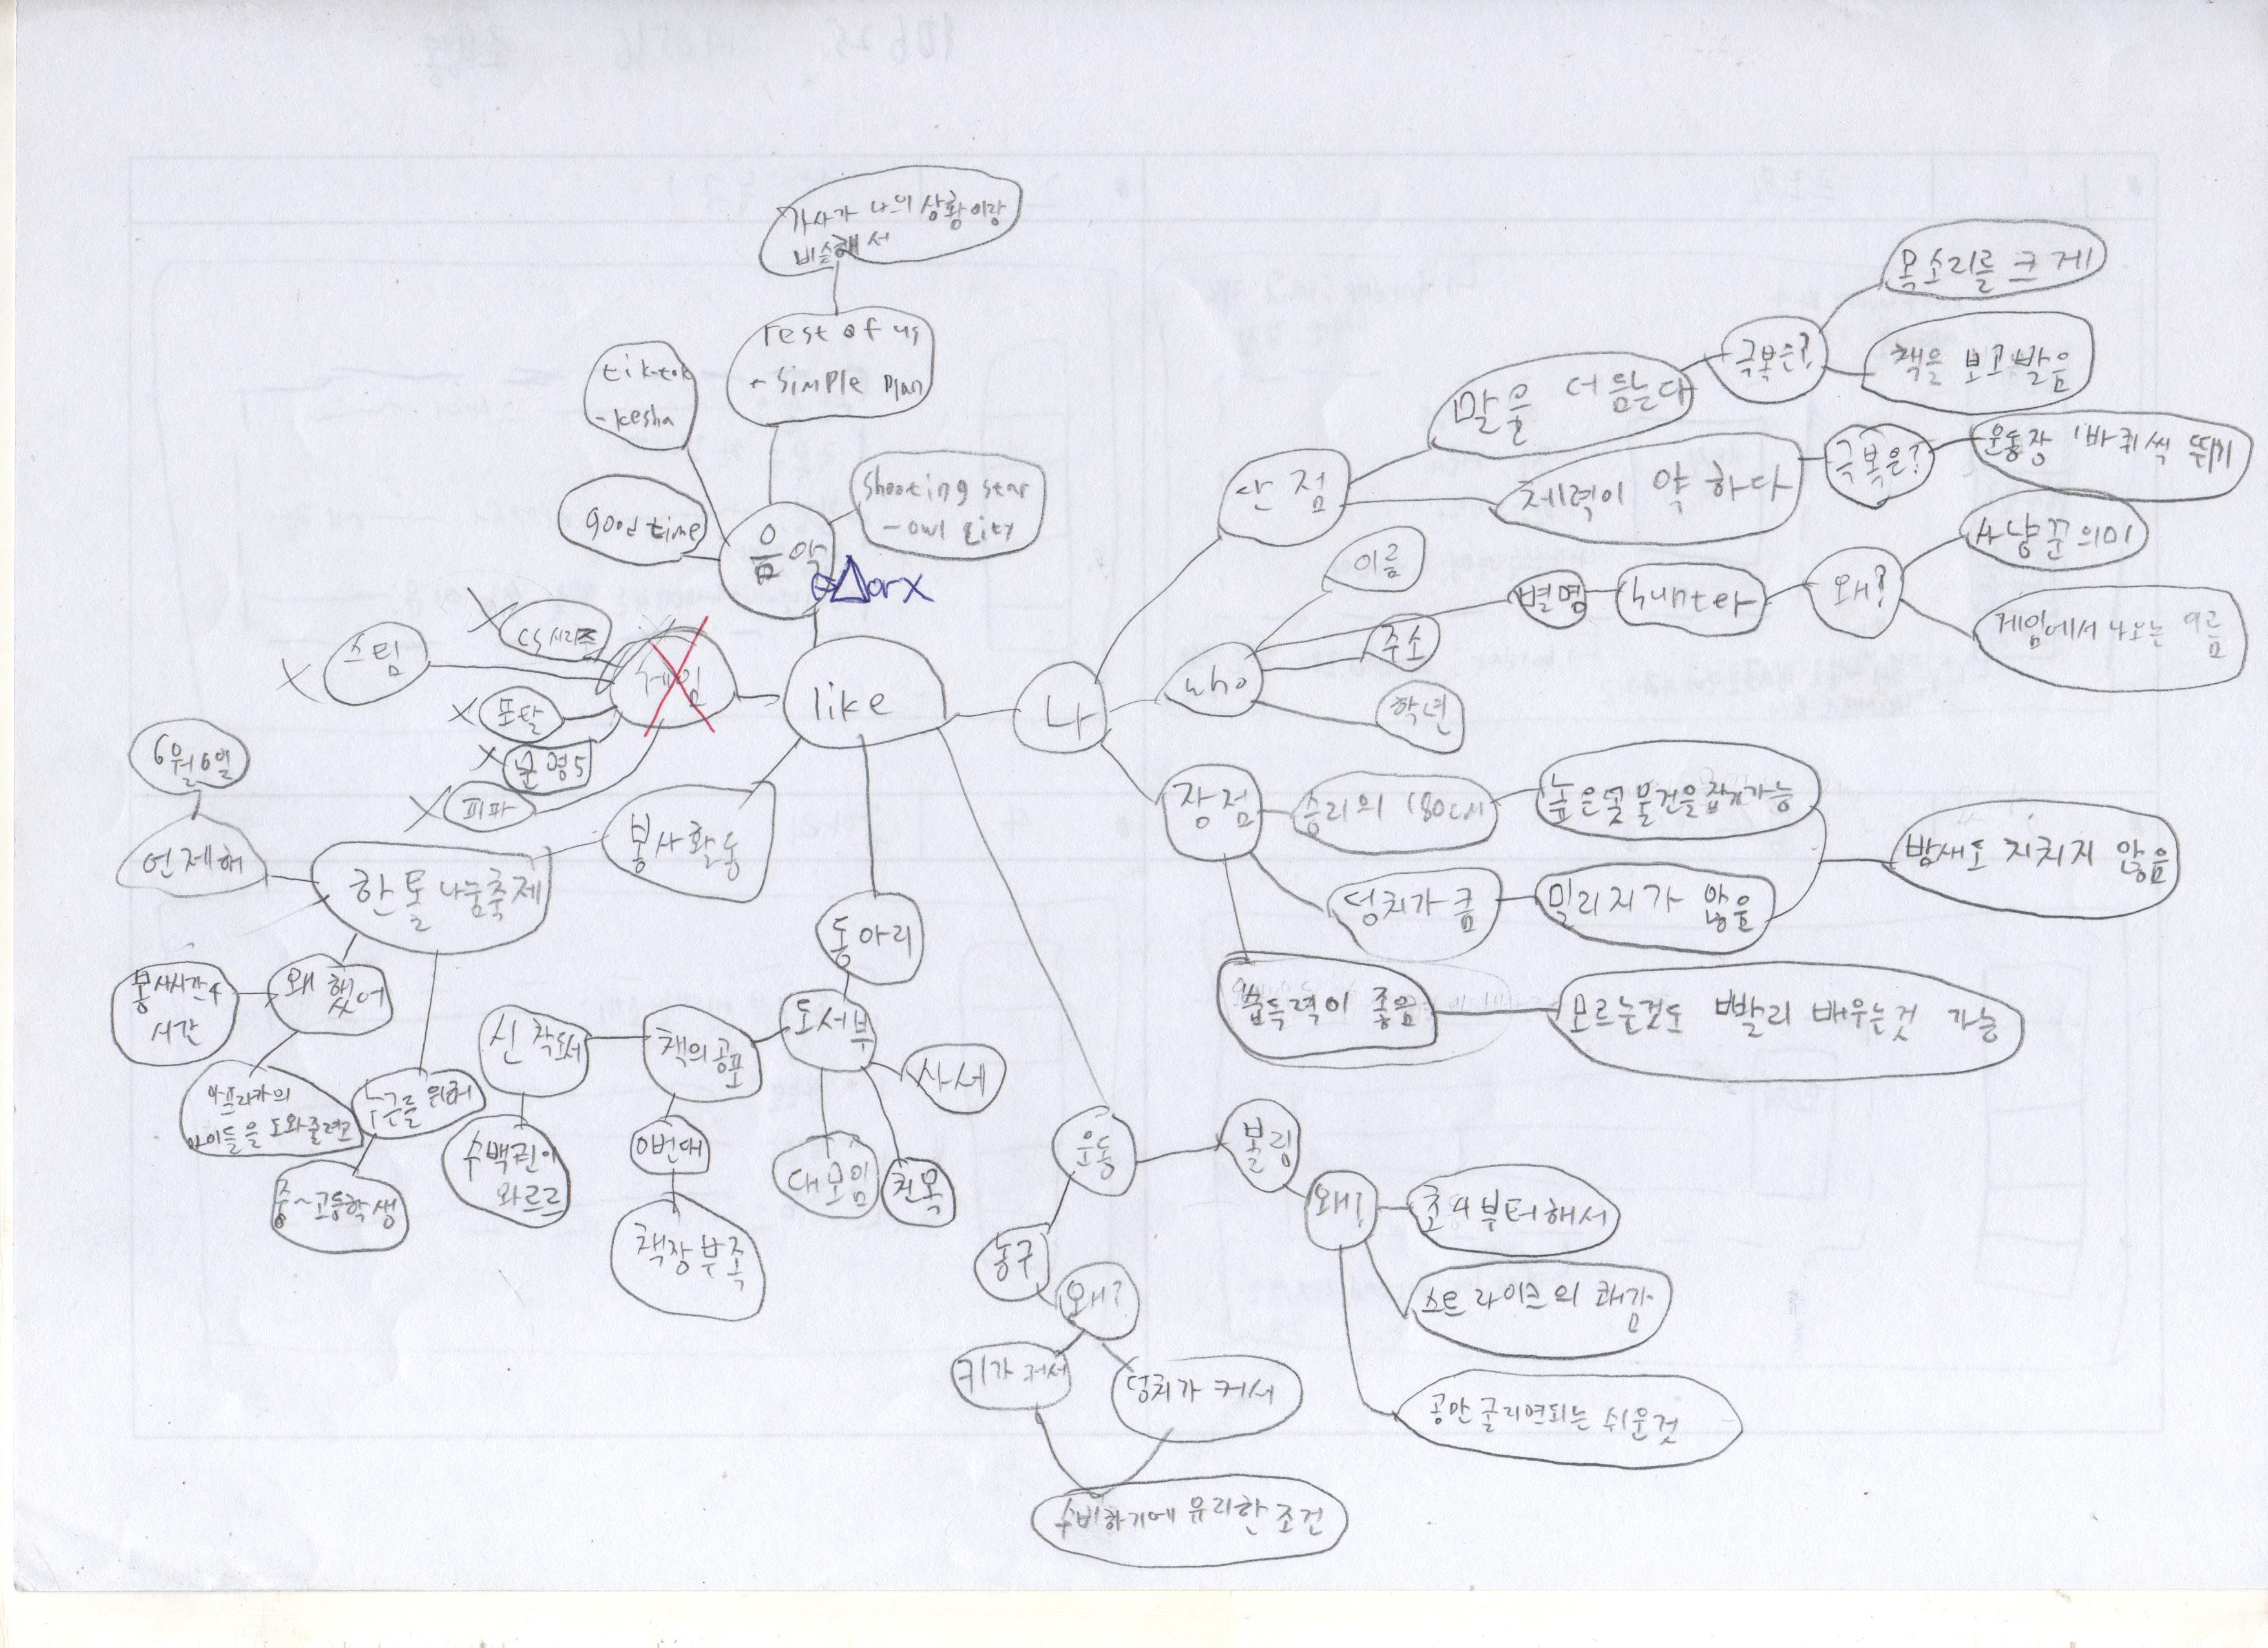 가사가 나의 상황이랑
비슷해서
rest of us
- simple plan
tik-tok
- kesha
good time
shooting star
- owl city
음악
△or X
CS시리즈
스팀
게임
포탈
문명5
피파
like
나
6월6일
언제해
한톨나눔축제
봉사활동
봉사시간4
시간
왜 했어
아프리카의
아이들을 도와줄려고
누구를 위해
중~고등학생
동아리
도서부
책의공포
신착도서
수백권이
와르르
0번대
책장부족
대모임
친목
사서
운동
농구
왜?
키가 커서
덩치가 커서
수비하기에 유리한 조건
볼링
왜?
초4부터해서
스트라이크의 쾌감
공만 굴리면되는 쉬운것
단점
말을 더듬는다
극복은?
목소리를 크게
책을 보고 발음
체력이 약하다
극복은?
운동장 1바퀴씩 뛰기
who
이름
별명
hunter
왜?
사냥꾼의미
게임에서 나오는 이름
주소
학년
장점
승리의 180cm
높은곳 물건을 잡기가능
덩치가 큼
밀리지가 않음
밤새도 지치지 않음
습득력이 좋음
모르는것도 빨리 배우는것 가능